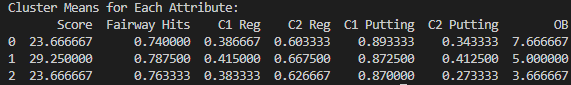 Cluster Means for Each Attribute:
Score Fairway Hits C1 Reg C2 Reg C1 Putting C2 Putting OB
0 23.666667 0.740000 0.386667 0.603333 0.893333 0.343333 7.666667
1 29.250000 0.787500 0.415000 0.667500 0.872500 0.412500 5.000000
2 23.666667 0.763333 0.383333 0.626667 0.870000 0.273333 3.666667